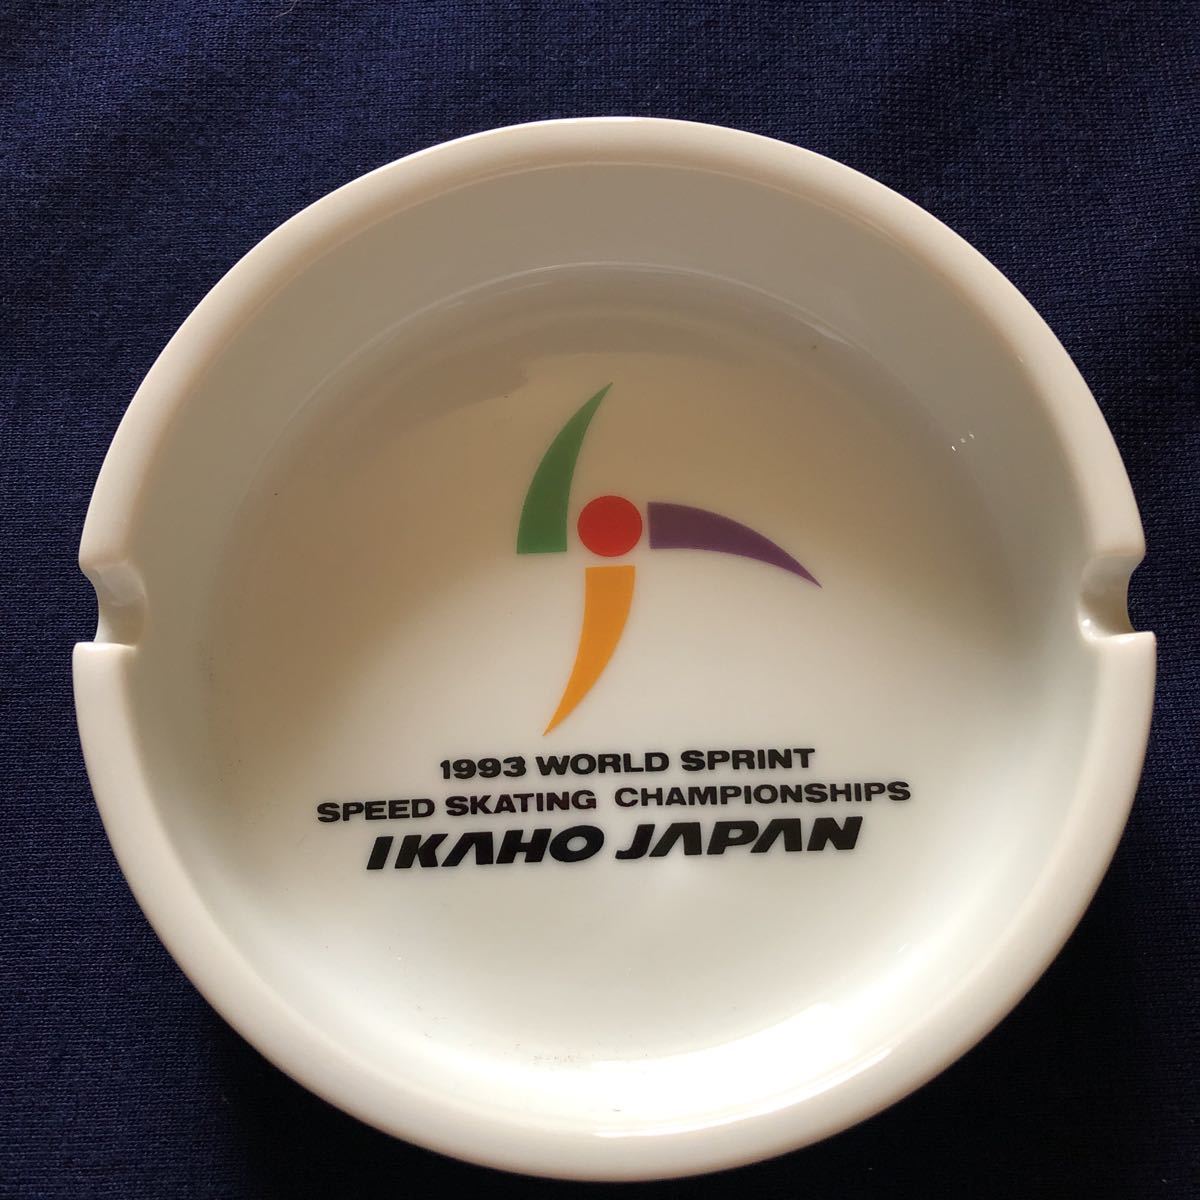 1993 WORLD SPRINT
SPEED SKATING CHAMPIONSHIPS
IKAHO JAPAN